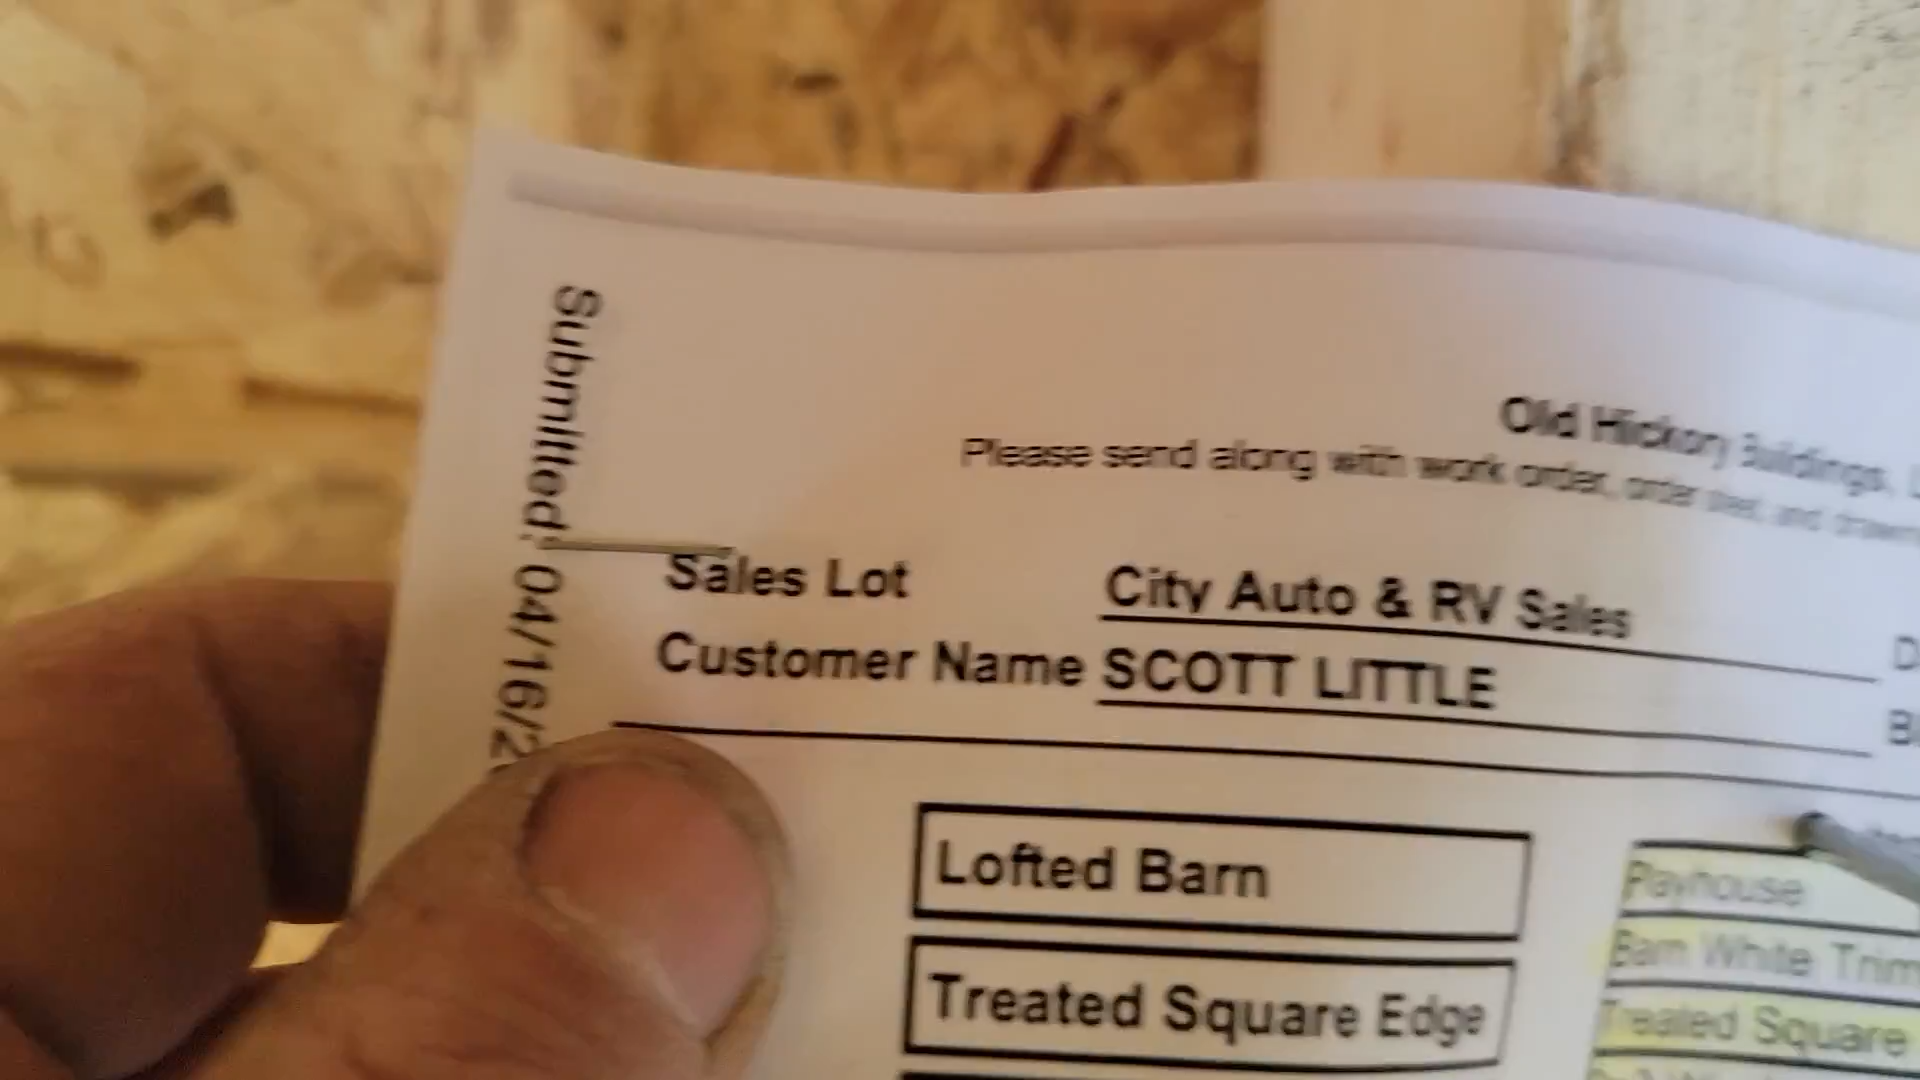 Submitted: 04/16/2
Old Hickory Buildings,
Please send along with work order, order
Sales Lot City Auto & RV Sales
Customer Name SCOTT LITTLE
Lofted Barn
Playhouse
Barn White Trim
Treated Square Edge
Treated Square